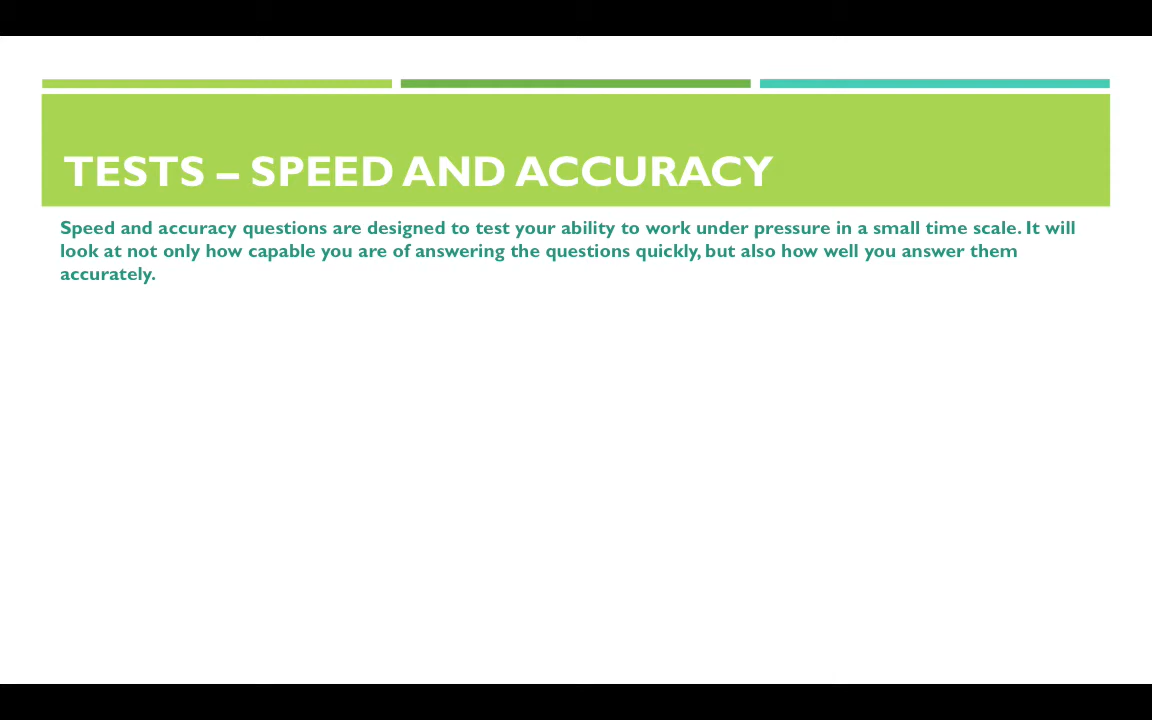 TESTS – SPEED AND ACCURACY
Speed and accuracy questions are designed to test your ability to work under pressure in a small time scale. It will
look at not only how capable you are of answering the questions quickly, but also how well you answer them
accurately.